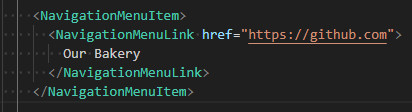 <NavigationMenuItem>
<NavigationMenuLink href="https://github.com">
Our Bakery
</NavigationMenuLink>
</NavigationMenuItem>